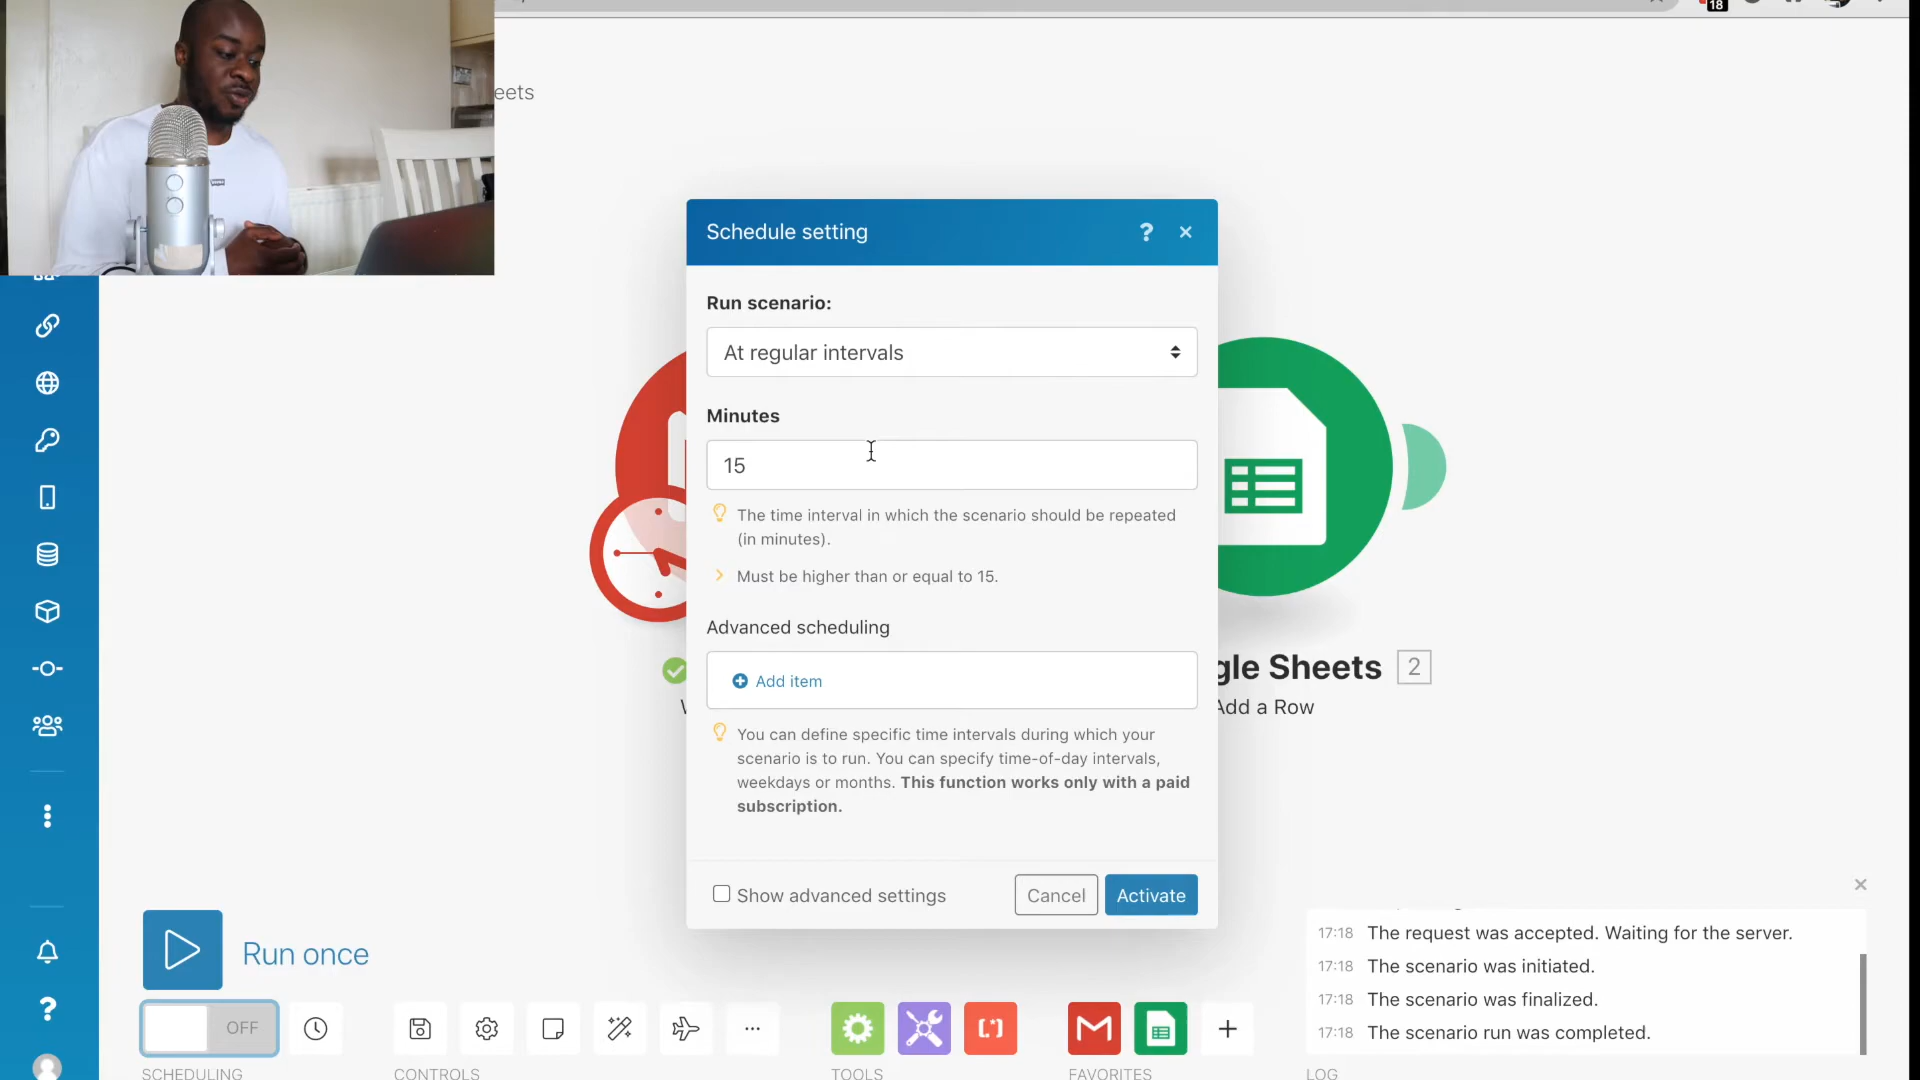 18
eets
Schedule setting
?
Run scenario:
At regular intervals
Minutes
15
The time interval in which the scenario should be repeated
(in minutes).
Must be higher than or equal to 15.
Advanced scheduling
Add item
You can define specific time intervals during which your
scenario is to run. You can specify time-of-day intervals,
weekdays or months. This function works only with a paid
subscription.
Show advanced settings
Cancel
Activate
gle Sheets 2
Add a Row
Run once
OFF
SCHEDULING
CONTROLS
TOOLS
[*]
FAVORITES
17:18 The request was accepted. Waiting for the server.
17:18 The scenario was initiated.
17:18 The scenario was finalized.
17:18 The scenario run was completed.
LOG
?